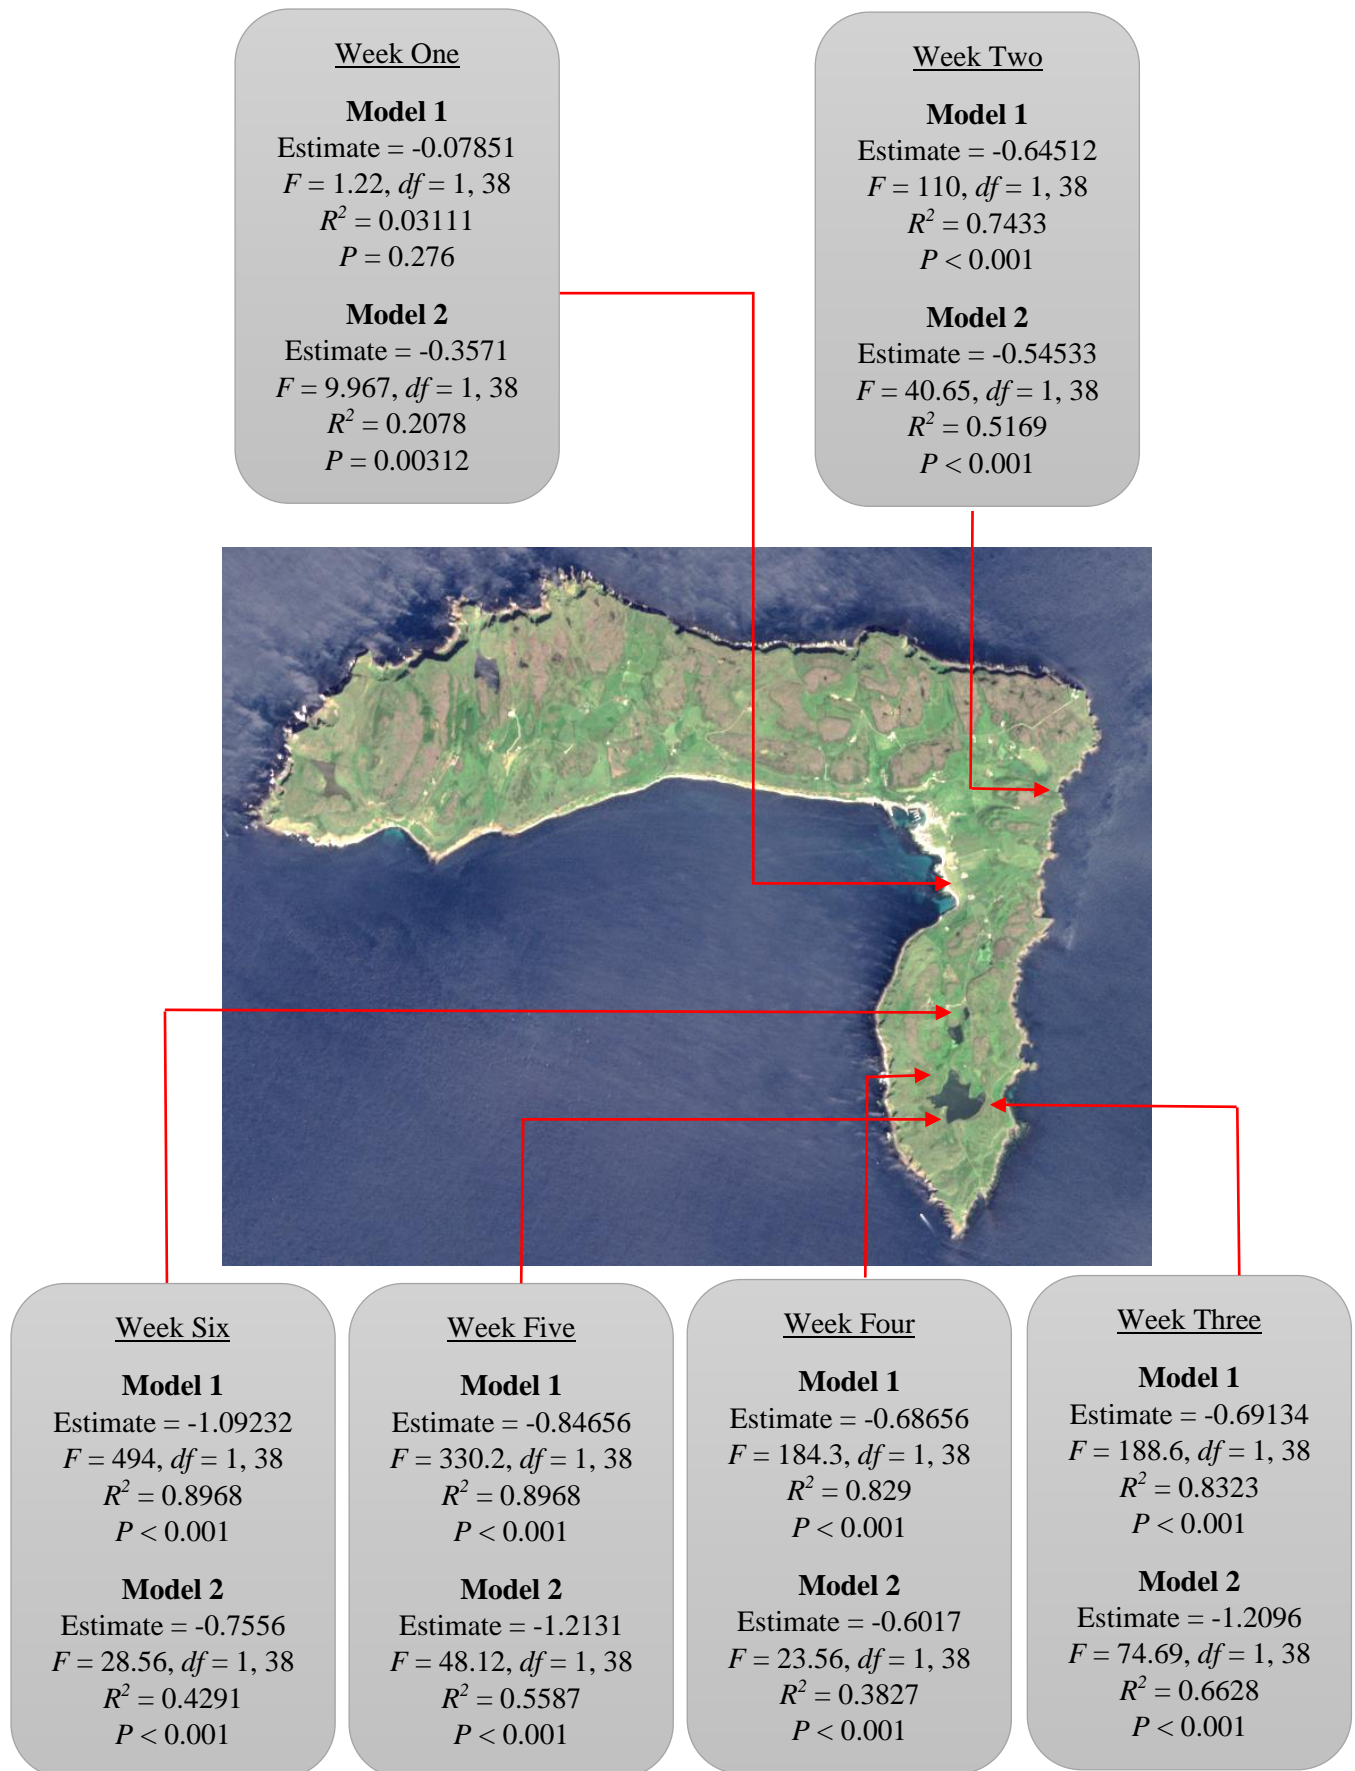 Week One
Model 1
Estimate = -0.07851
F = 1.22, df = 1, 38
R² = 0.03111
P = 0.276
Model 2
Estimate = -0.3571
F = 9.967, df = 1, 38
R² = 0.2078
P = 0.00312
Week Two
Model 1
Estimate = -0.64512
F = 110, df = 1, 38
R² = 0.7433
P < 0.001
Model 2
Estimate = -0.54533
F = 40.65, df = 1, 38
R² = 0.5169
P < 0.001
Week Six
Model 1
Estimate = -1.09232
F = 494, df = 1, 38
R² = 0.8968
P < 0.001
Model 2
Estimate = -0.7556
F = 28.56, df = 1, 38
R² = 0.4291
P < 0.001
Week Five
Model 1
Estimate = -0.84656
F = 330.2, df = 1, 38
R² = 0.8968
P < 0.001
Model 2
Estimate = -1.2131
F = 48.12, df = 1, 38
R² = 0.5587
P < 0.001
Week Four
Model 1
Estimate = -0.68656
F = 184.3, df = 1, 38
R² = 0.829
P < 0.001
Model 2
Estimate = -0.6017
F = 23.56, df = 1, 38
R² = 0.3827
P < 0.001
Week Three
Model 1
Estimate = -0.69134
F = 188.6, df = 1, 38
R² = 0.8323
P < 0.001
Model 2
Estimate = -1.2096
F = 74.69, df = 1, 38
R² = 0.6628
P < 0.001